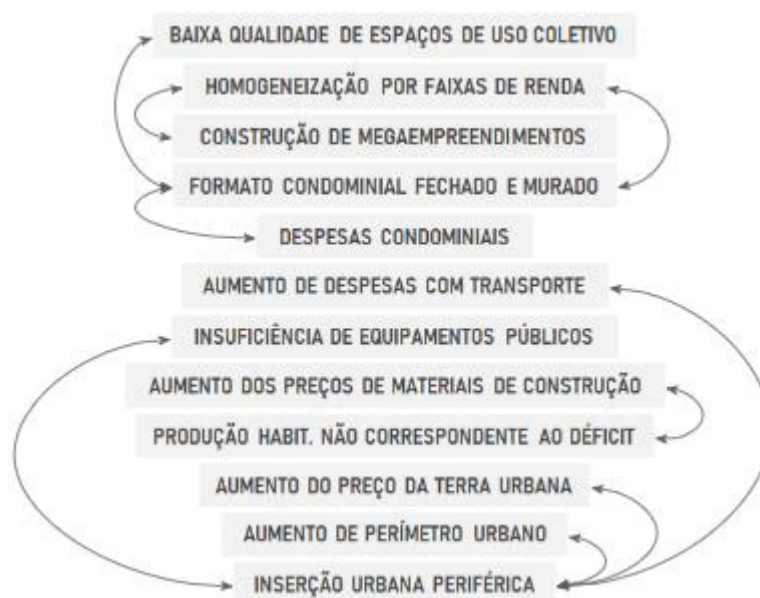 BAIXA QUALIDADE DE ESPAÇOS DE USO COLETIVO
HOMOGENEIZAÇÃO POR FAIXAS DE RENDA
CONSTRUÇÃO DE MEGAEMPREENDIMENTOS
FORMATO CONDOMINIAL FECHADO E MURADO
DESPESAS CONDOMINIAIS
AUMENTO DE DESPESAS COM TRANSPORTE
INSUFICIÊNCIA DE EQUIPAMENTOS PÚBLICOS
AUMENTO DOS PREÇOS DE MATERIAIS DE CONSTRUÇÃO
PRODUÇÃO HABIT. NÃO CORRESPONDENTE AO DÉFICIT
AUMENTO DO PREÇO DA TERRA URBANA
AUMENTO DE PERÍMETRO URBANO
INSERÇÃO URBANA PERIFÉRICA